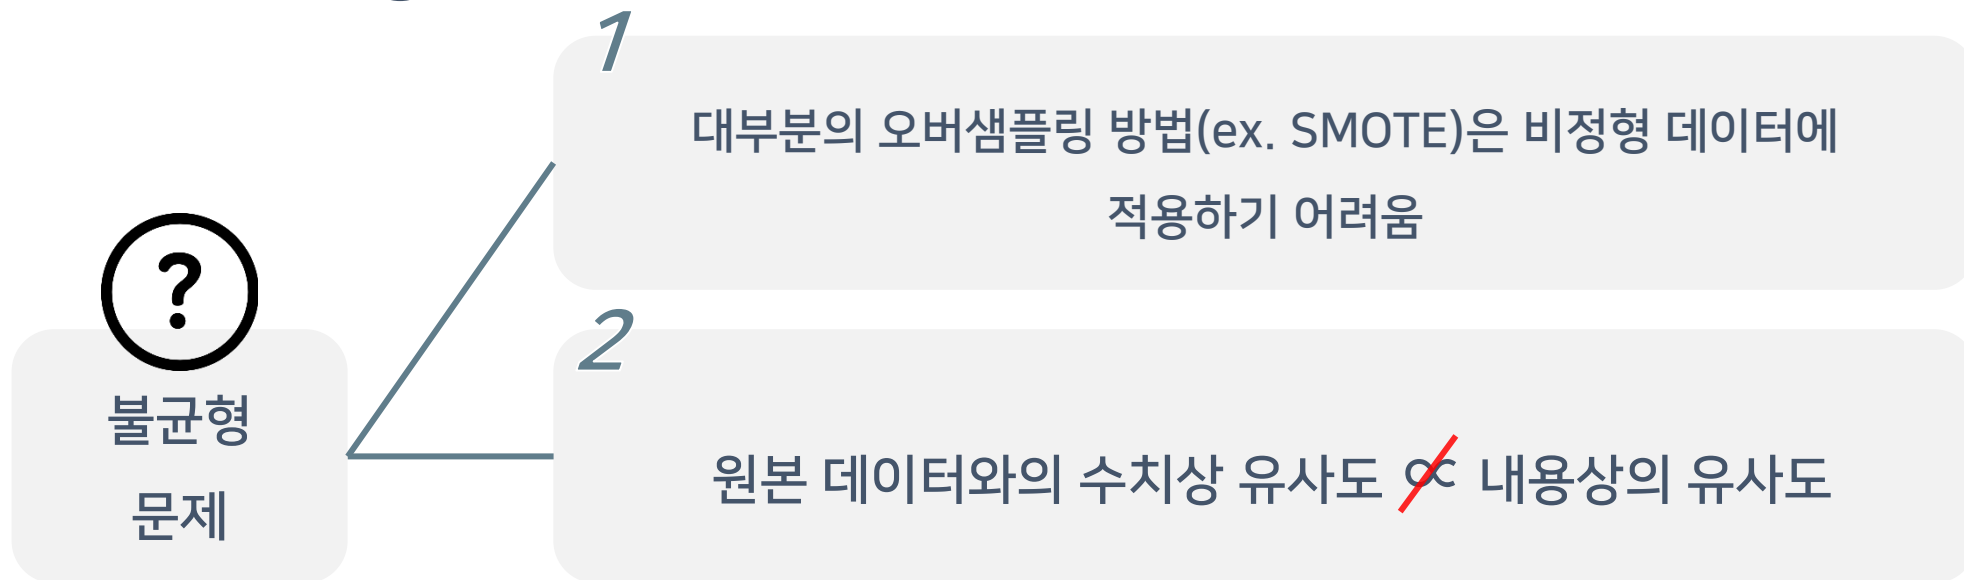 1
대부분의 오버샘플링 방법(ex. SMOTE)은 비정형 데이터에
적용하기 어려움
?
불균형
문제
2
원본 데이터와의 수치상 유사도 ∝ 내용상의 유사도